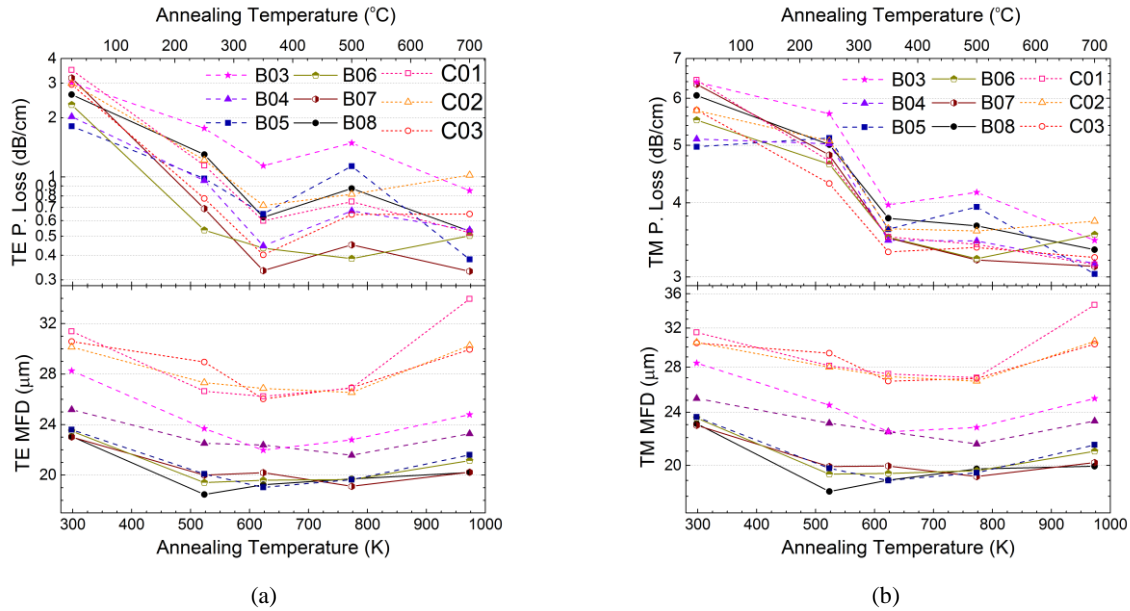 Annealing Temperature (°C)
0 100 200 300 400 500 600 700
TE P. Loss (dB/cm)
4
3
2
1
0.9
0.8
0.7
0.6
0.5
0.4
0.3
B03 B06 C01
B04 B07 C02
B05 B08 C03
TE MFD (μm)
32
28
24
20
300 400 500 600 700 800 900 1000
Annealing Temperature (K)
(a)
Annealing Temperature (°C)
0 100 200 300 400 500 600 700
TM P. Loss (dB/cm)
7
6
5
4
3
B03 B06 C01
B04 B07 C02
B05 B08 C03
TM MFD (μm)
36
32
28
24
20
300 400 500 600 700 800 900 1000
Annealing Temperature (K)
(b)